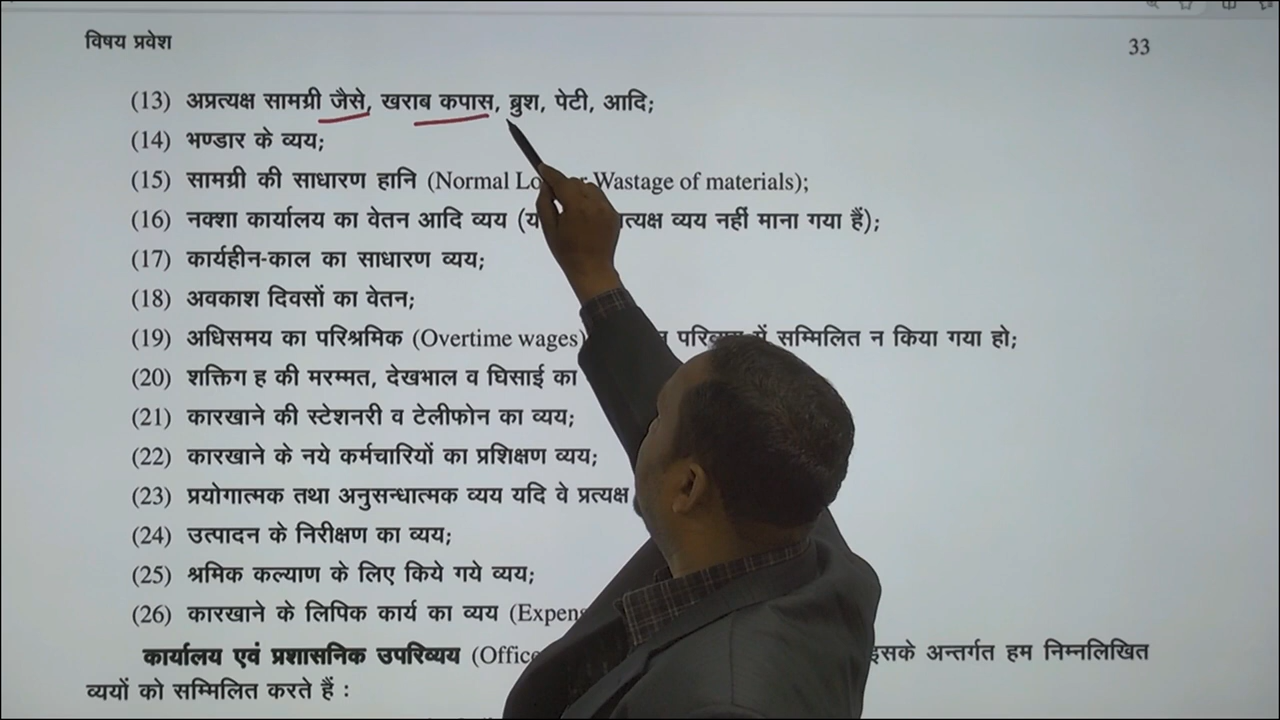 विषय प्रवेश 33
(13) अप्रत्यक्ष सामग्री जैसे, खराब कपास, ब्रुश, पेटी, आदि;
(14) भण्डार के व्यय;
(15) सामग्री की साधारण हानि (Normal Wastage of materials);
(16) नक्शा कार्यालय का वेतन आदि व्यय व्यय नहीं माना गया हैं);
(17) कार्यहीन-काल का साधारण व्यय;
(18) अवकाश दिवसों का वेतन;
(19) अधिसमय का परिश्रमिक (Overtime wages) में सम्मिलित न किया गया हो;
(20) शक्तिग ह की मरम्मत, देखभाल व घिसाई का
(21) कारखाने की स्टेशनरी व टेलीफोन का व्यय;
(22) कारखाने के नये कर्मचारियों का प्रशिक्षण व्यय;
(23) प्रयोगात्मक तथा अनुसन्धात्मक व्यय यदि वे प्रत्यक्ष
(24) उत्पादन के निरीक्षण का व्यय;
(25) श्रमिक कल्याण के लिए किये गये व्यय;
(26) कारखाने के लिपिक कार्य का व्यय
कार्यालय एवं प्रशासनिक उपरिव्यय इसके अन्तर्गत हम निम्नलिखित
व्ययों को सम्मिलित करते हैं :